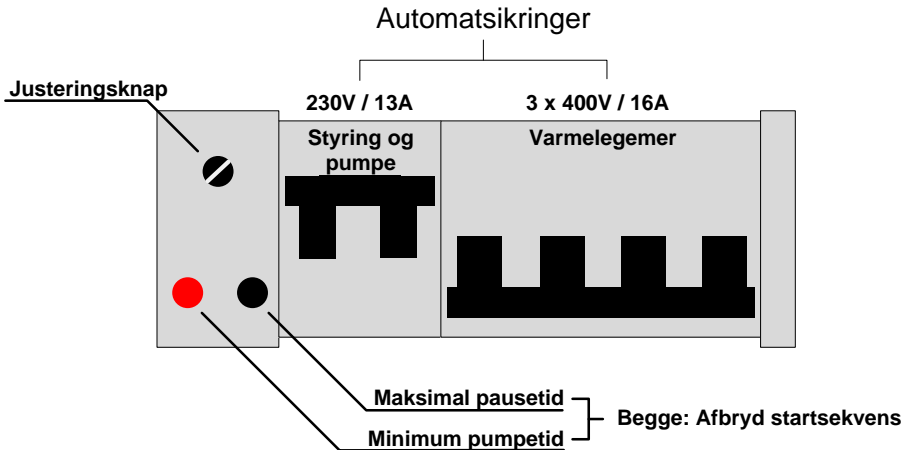 Automatsikringer
Justeringsknap
230V / 13A
3 x 400V / 16A
Styring og
pumpe
Varmelegemer
Maksimal pausetid
Begge: Afbryd startsekvens
Minimum pumpetid